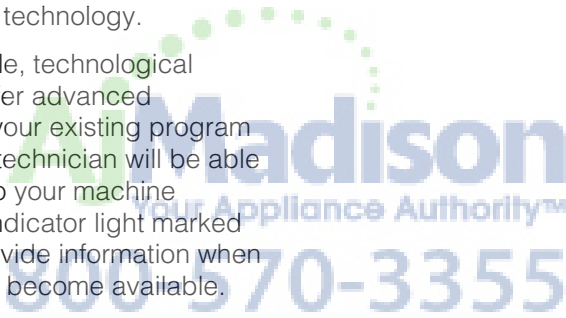 technology.
le, technological
er advanced
your existing program
technician will be able
o your machine
ndicator light marked
vide information when
become available.
AjMadison
Your Appliance Authority™
800-570-3355